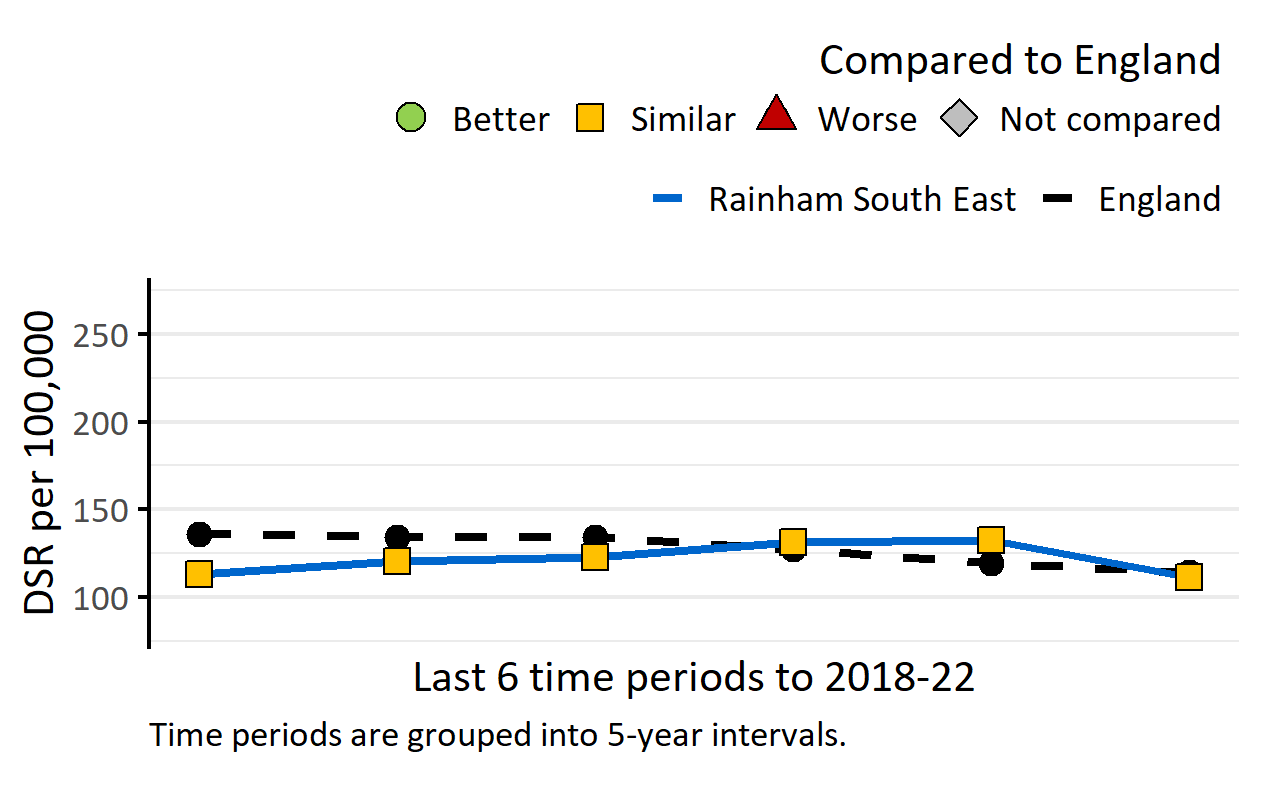 Compared to England
Better Similar Worse Not compared
Rainham South East England
DSR per 100,000
250
200
150
100
Last 6 time periods to 2018-22
Time periods are grouped into 5-year intervals.